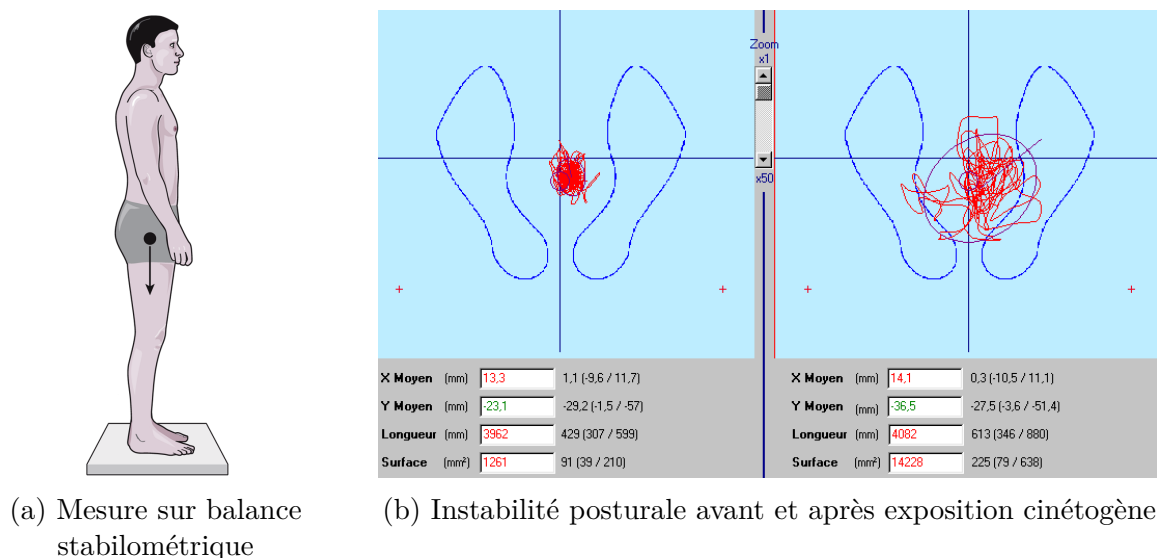 Zoom
x1
x50
X Moyen (mm) 13,3 1,1 (-9,6 / 11,7)
Y Moyen (mm) -23,1 -29,2 (-1,5 / -57)
Longueur (mm) 3962 429 (307 / 599)
Surface (mm²) 1261 91 (39 / 210)
X Moyen (mm) 14,1 0,3 (-10,5 / 11,1)
Y Moyen (mm) -36,5 -27,5 (-3,6 / -51,4)
Longueur (mm) 4082 613 (346 / 880)
Surface (mm²) 14228 225 (79 / 638)
(a) Mesure sur balance
stabilométrique
(b) Instabilité posturale avant et après exposition cinétogène